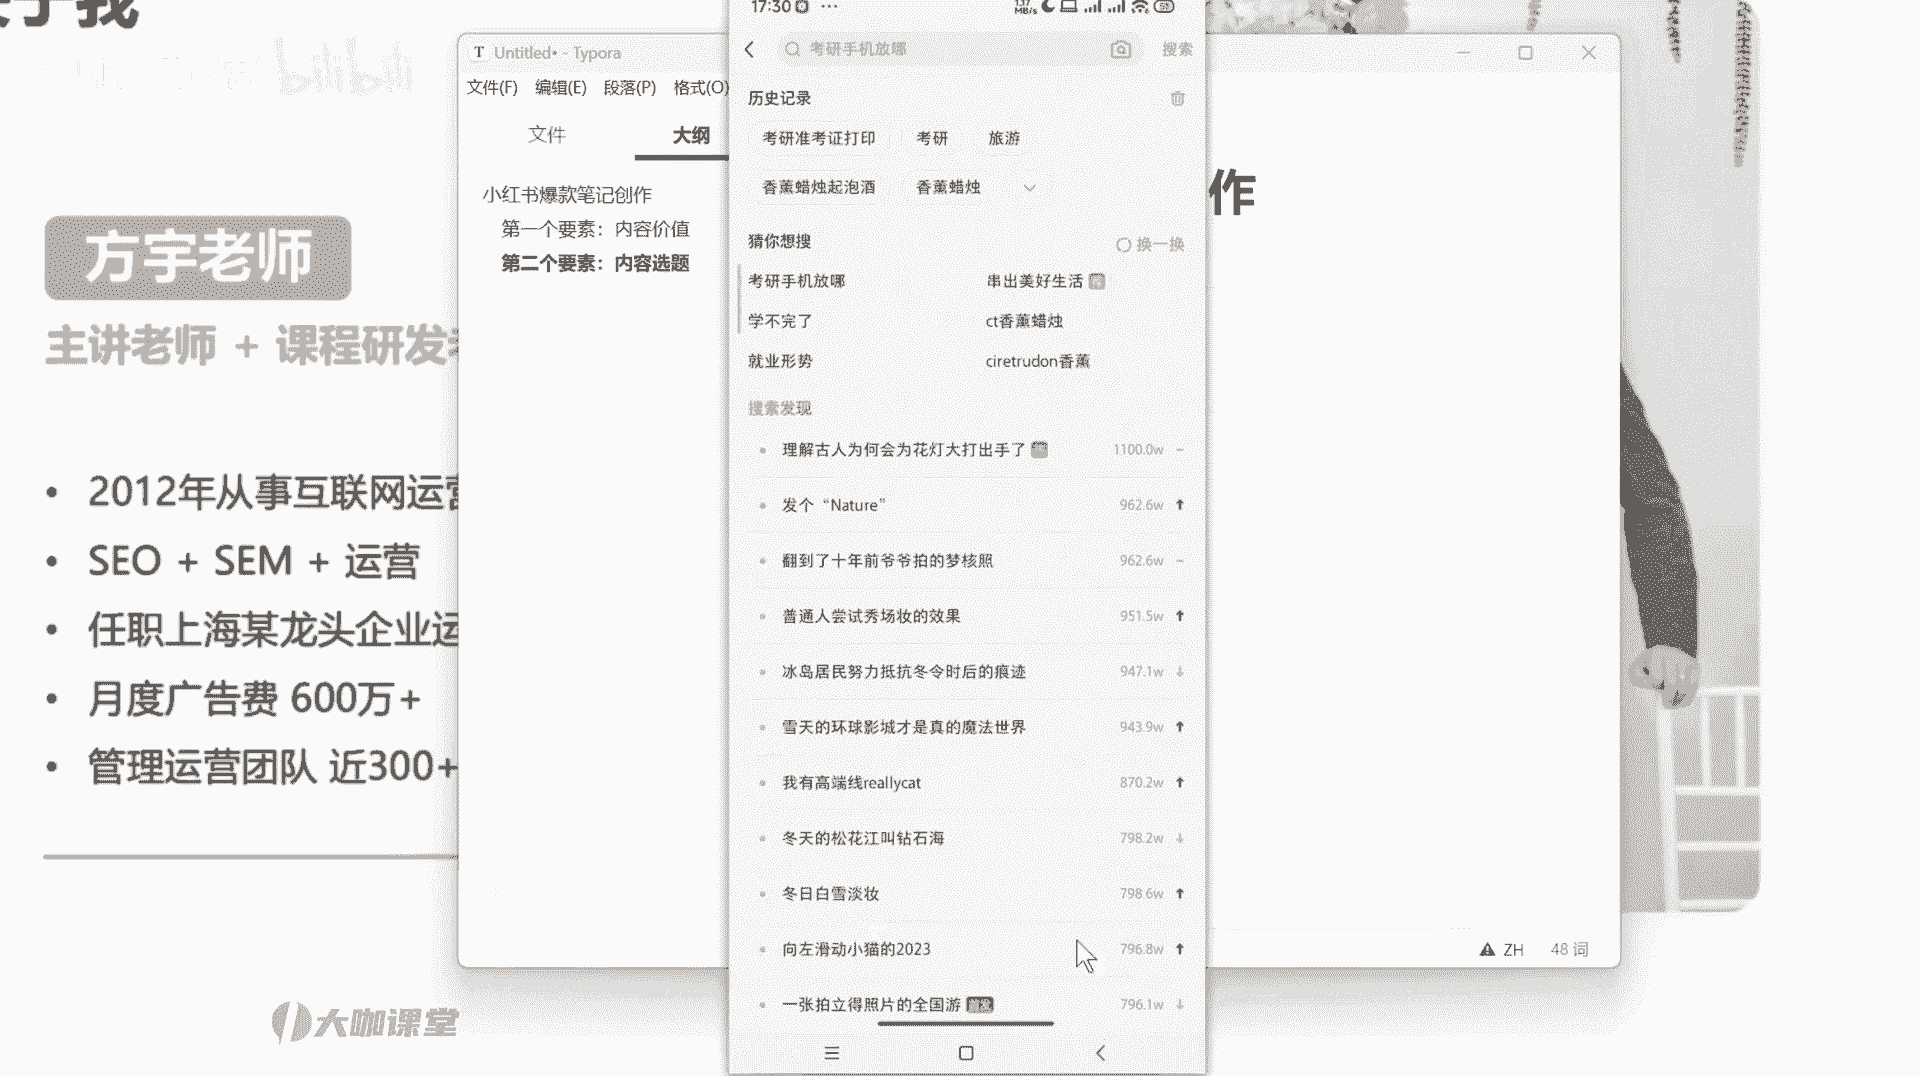 于我
bilibili
方宇老师
主讲老师 + 课程研发
2012年从事互联网运营
SEO + SEM + 运营
任职上海某龙头企业运
月度广告费 600万+
管理运营团队 近300+
大咖课堂
Untitled• - Typora
文件(F) 编辑(E) 段落(P) 格式(O)
文件 大纲
小红书爆款笔记创作
第一个要素：内容价值
第二个要素：内容选题
作
ZH 48 词
17:30
考研手机放哪 搜索
历史记录
考研准考证打印 考研 旅游
香薰蜡烛起泡酒 香薰蜡烛
猜你想搜 换一换
考研手机放哪 串出美好生活
学不完了 ct香薰蜡烛
就业形势 ciretrudon香薰
搜索发现
理解古人为何会为花灯大打出手了 1100.0w
发个“Nature” 962.6w
翻到了十年前爷爷拍的梦核照 962.6w
普通人尝试秀场妆的效果 951.5w
冰岛居民努力抵抗冬令时后的痕迹 947.1w
雪天的环球影城才是真的魔法世界 943.9w
我有高端线reallycat 870.2w
冬天的松花江叫钻石海 798.2w
冬日白雪淡妆 798.6w
向左滑动小猫的2023 796.8w
一张拍立得照片的全国游 796.1w